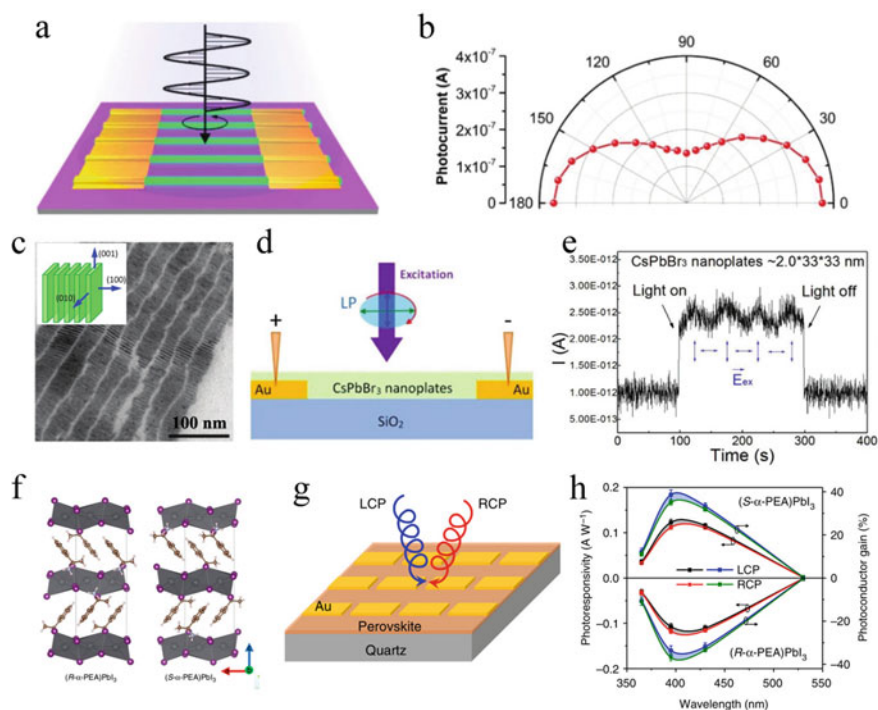 a
b
Photocurrent (A)
4x10⁻⁷
3x10⁻⁷
2x10⁻⁷
1x10⁻⁷
0
180
150
120
90
60
30
0
c
(001)
(100)
(010)
100 nm
d
Excitation
LP
+
-
Au
CsPbBr₃ nanoplates
Au
SiO₂
e
CsPbBr₃ nanoplates ~2.0*33*33 nm
Light on
Light off
E_ex
I (A)
3.50E-012
3.00E-012
2.50E-012
2.00E-012
1.50E-012
1.00E-012
5.00E-013
0
100
200
300
400
Time (s)
f
(R-α-PEA)PbI₃
(S-α-PEA)PbI₃
g
LCP
RCP
Au
Perovskite
Quartz
h
(S-α-PEA)PbI₃
LCP
RCP
(R-α-PEA)PbI₃
Photoresponsivity (A W⁻¹)
0.2
0.1
0.0
−0.1
−0.2
Photoconductor gain (%)
40
20
0
−20
−40
350
400
450
500
550
Wavelength (nm)